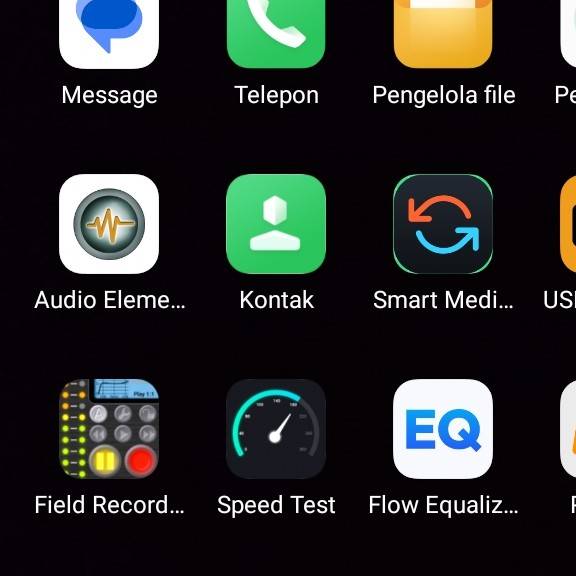 Message Telepon Pengelola file Pe
Audio Eleme... Kontak Smart Medi... US
Play 1:1
EQ
Field Record... Speed Test Flow Equaliz...